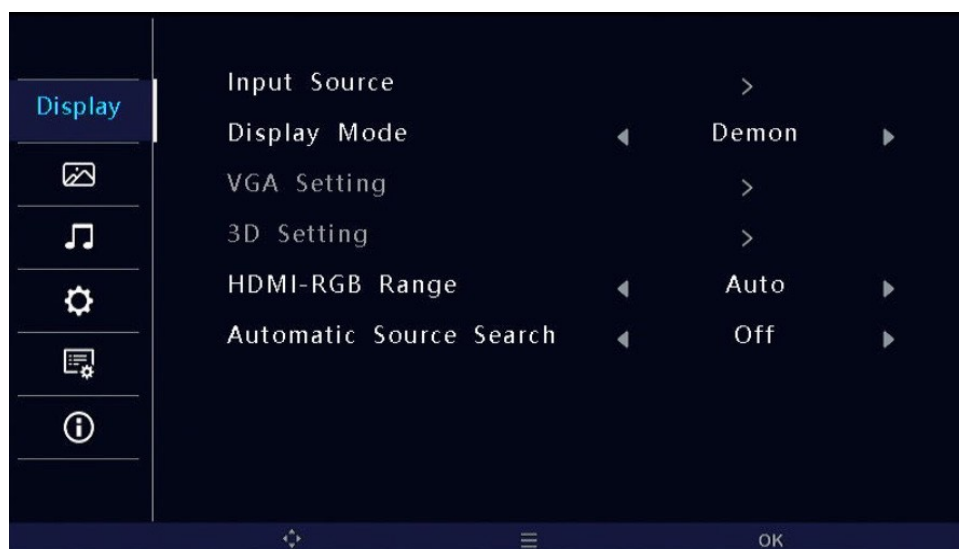 Display
Input Source >
Display Mode Demon
VGA Setting >
3D Setting >
HDMI-RGB Range Auto
Automatic Source Search Off
OK